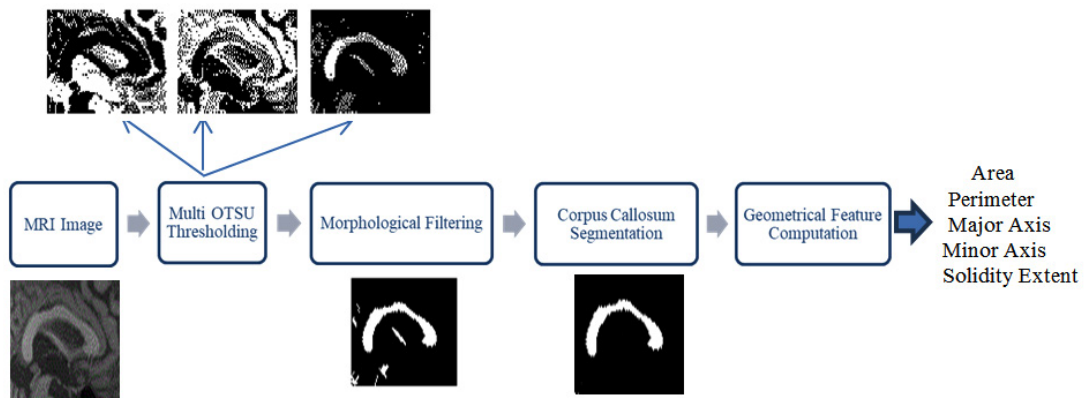 MRI Image
Multi OTSU
Thresholding
Morphological Filtering
Corpus Callosum
Segmentation
Geometrical Feature
Computation
Area
Perimeter
Major Axis
Minor Axis
Solidity Extent